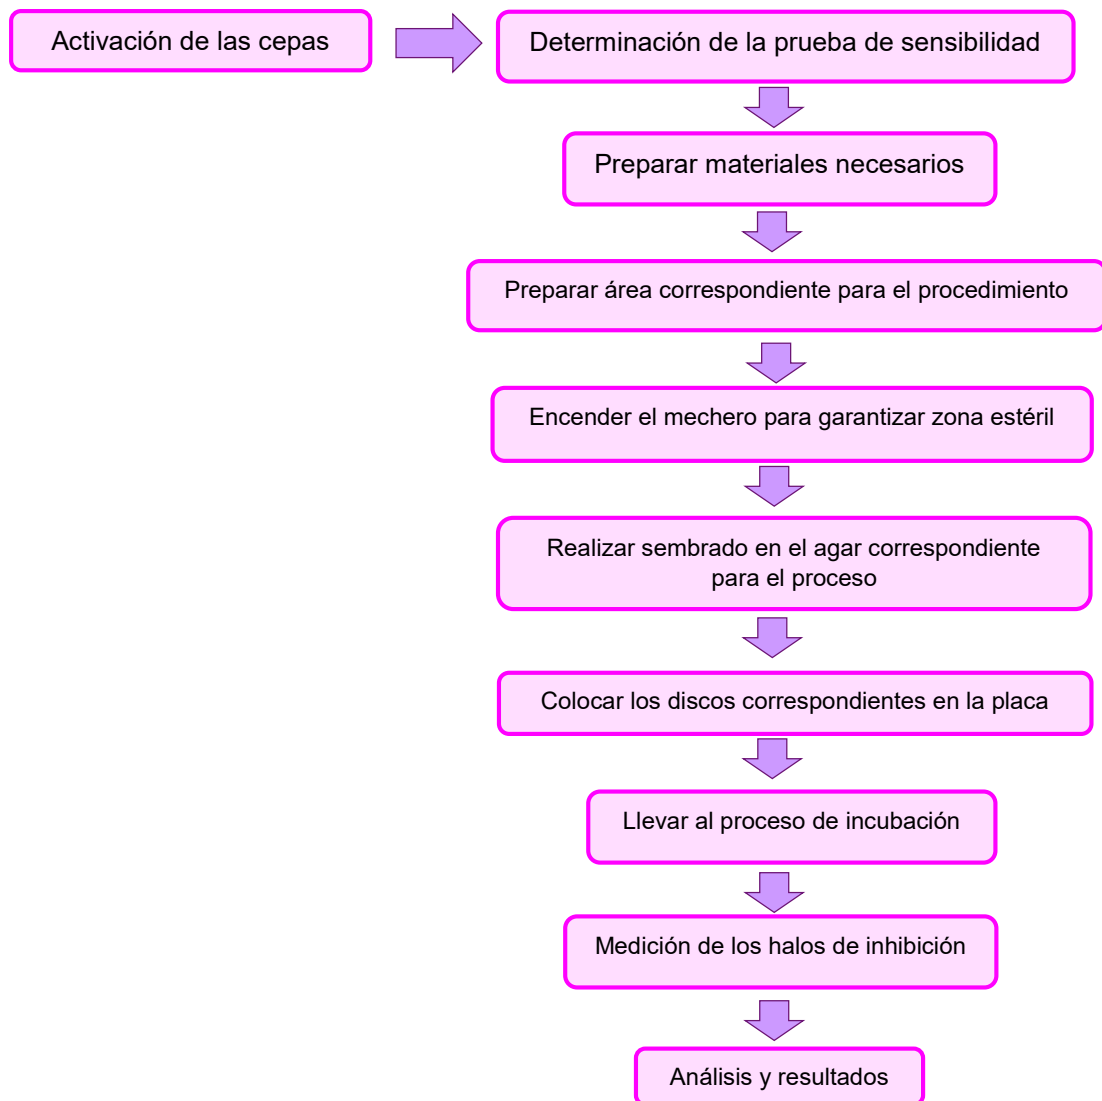 Activación de las cepas
Determinación de la prueba de sensibilidad
Preparar materiales necesarios
Preparar área correspondiente para el procedimiento
Encender el mechero para garantizar zona estéril
Realizar sembrado en el agar correspondiente
para el proceso
Colocar los discos correspondientes en la placa
Llevar al proceso de incubación
Medición de los halos de inhibición
Análisis y resultados